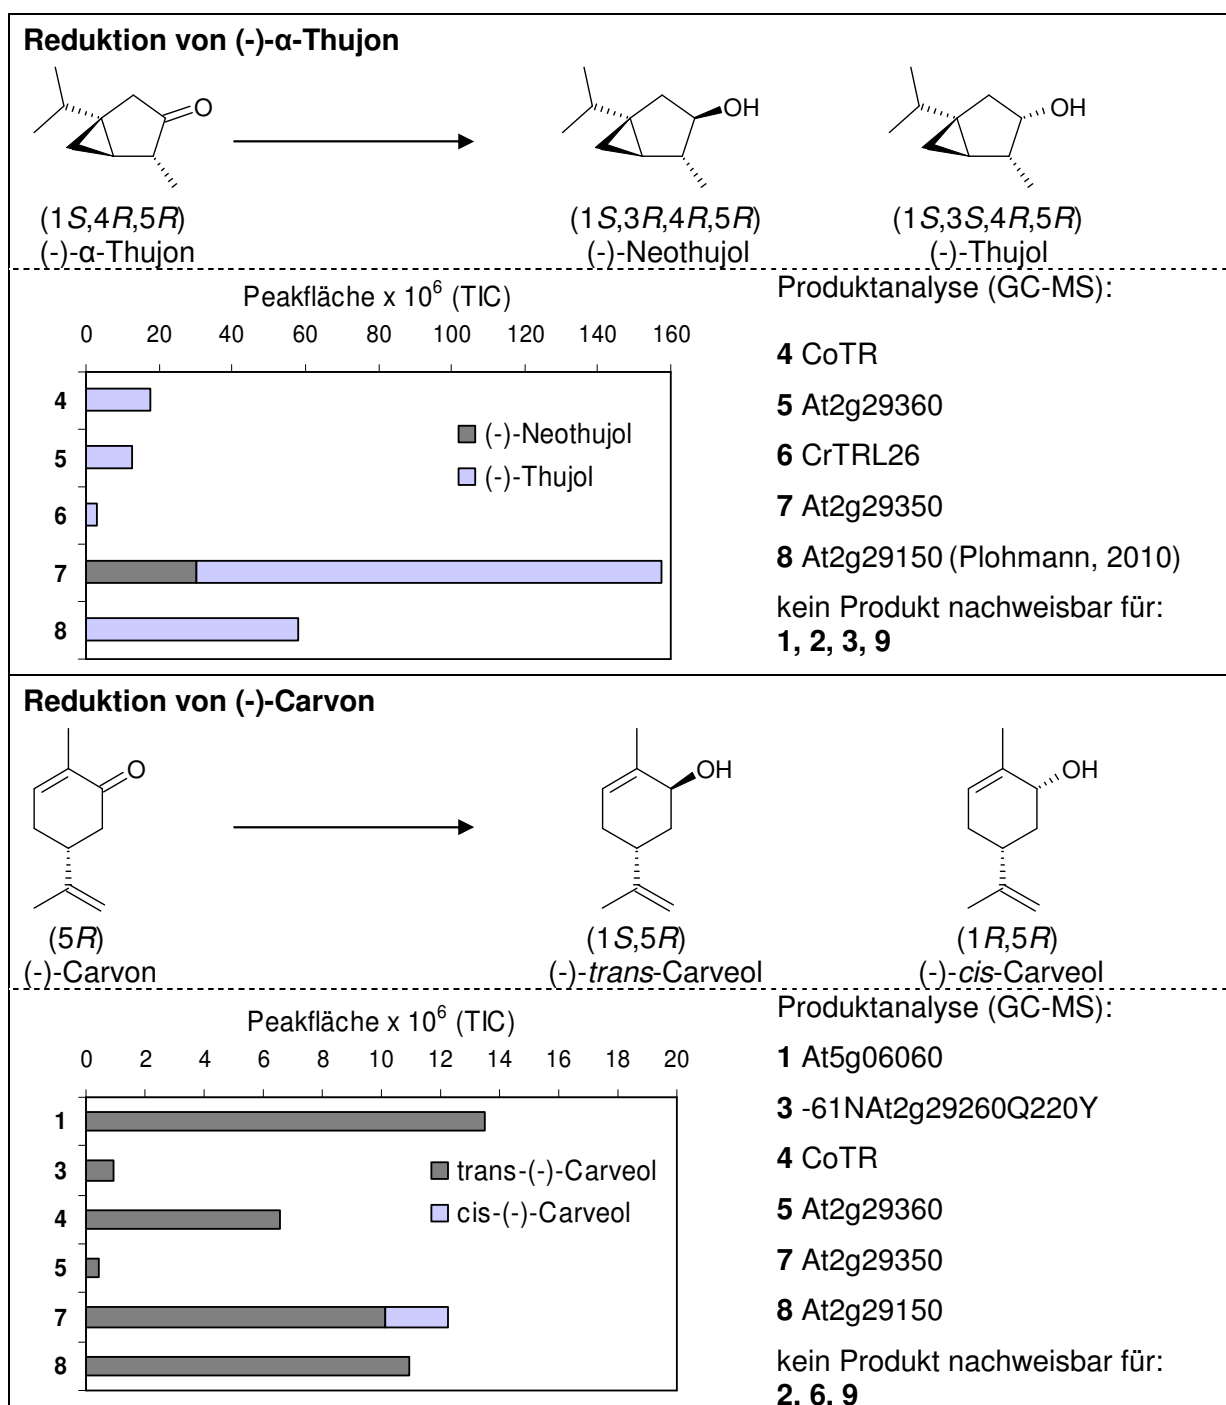 Reduktion von (-)-α-Thujon
O
OH
OH
(1S,4R,5R)
(-)-α-Thujon
(1S,3R,4R,5R)
(-)-Neothujol
(1S,3S,4R,5R)
(-)-Thujol
Peakfläche x 10⁶ (TIC)
0 20 40 60 80 100 120 140 160
4
5
6
7
8
(-)-Neothujol
(-)-Thujol
Produktanalyse (GC-MS):
4 CoTR
5 At2g29360
6 CrTRL26
7 At2g29350
8 At2g29150 (Plohmann, 2010)
kein Produkt nachweisbar für:
1, 2, 3, 9
Reduktion von (-)-Carvon
O
OH
OH
(5R)
(-)-Carvon
(1S,5R)
(-)-trans-Carveol
(1R,5R)
(-)-cis-Carveol
Peakfläche x 10⁶ (TIC)
0 2 4 6 8 10 12 14 16 18 20
1
3
4
5
7
8
trans-(-)-Carveol
cis-(-)-Carveol
Produktanalyse (GC-MS):
1 At5g06060
3 -61NAt2g29260Q220Y
4 CoTR
5 At2g29360
7 At2g29350
8 At2g29150
kein Produkt nachweisbar für:
2, 6, 9